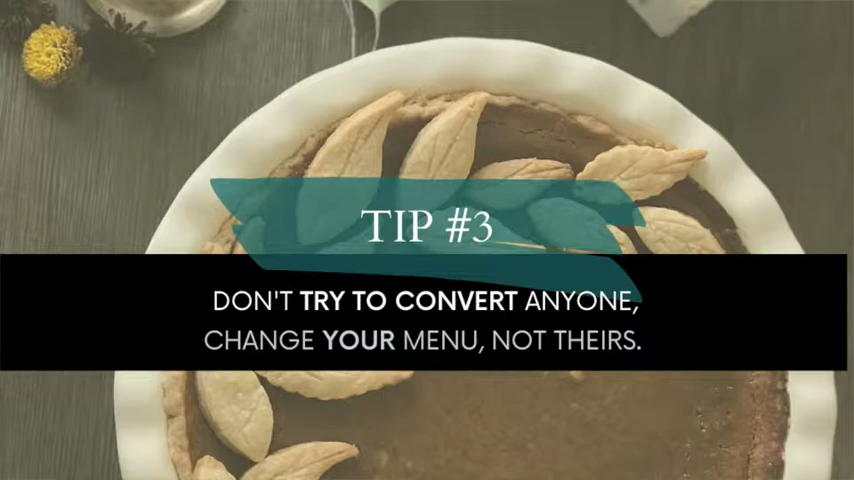 TIP #3
DON'T TRY TO CONVERT ANYONE,
CHANGE YOUR MENU, NOT THEIRS.